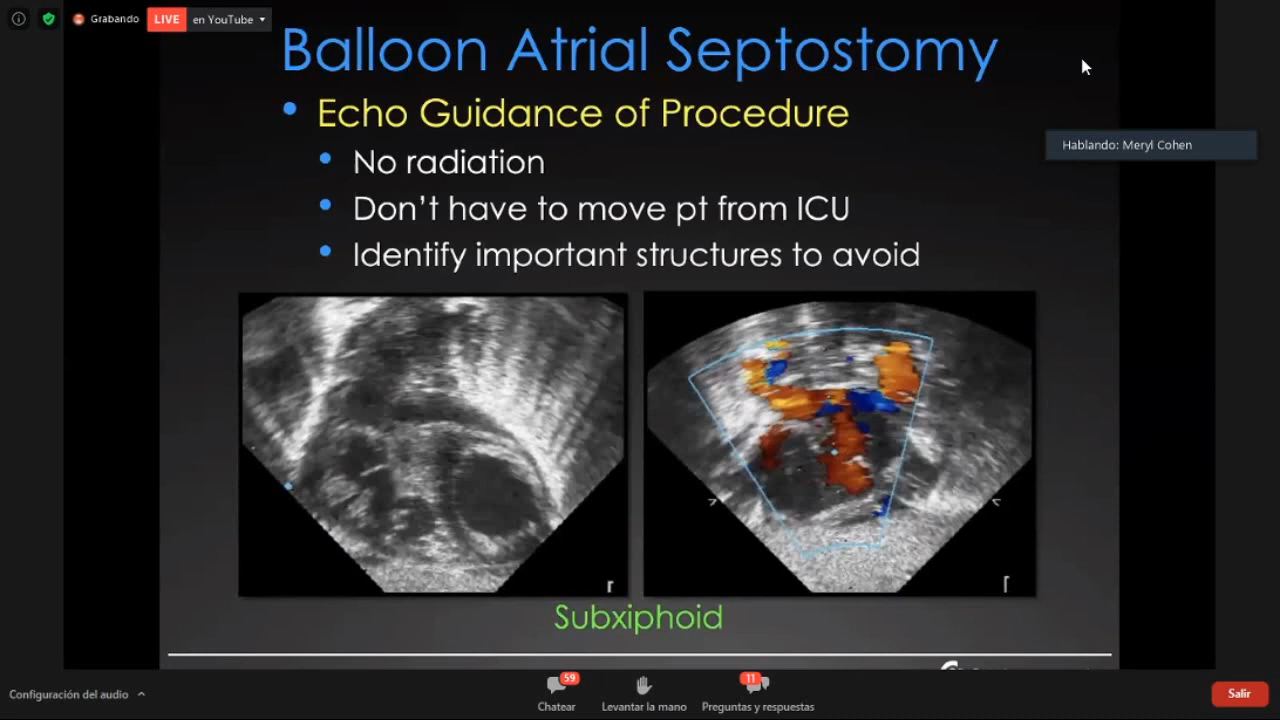 Grabando
LIVE en YouTube
Balloon Atrial Septostomy
Echo Guidance of Procedure
Hablando: Meryl Cohen
No radiation
Don't have to move pt from ICU
Identify important structures to avoid
Subxiphoid
Configuración del audio
59
Chatear
Levantar la mano
11
Preguntas y respuestas
Salir